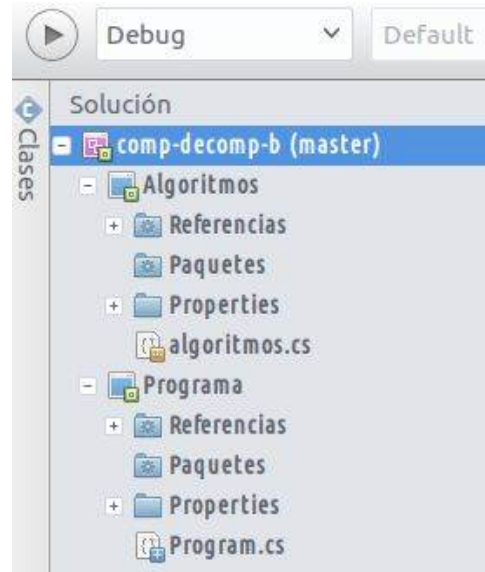 Debug Default
Solución
Clases
comp-decomp-b (master)
Algoritmos
Referencias
Paquetes
Properties
algoritmos.cs
Programa
Referencias
Paquetes
Properties
Program.cs